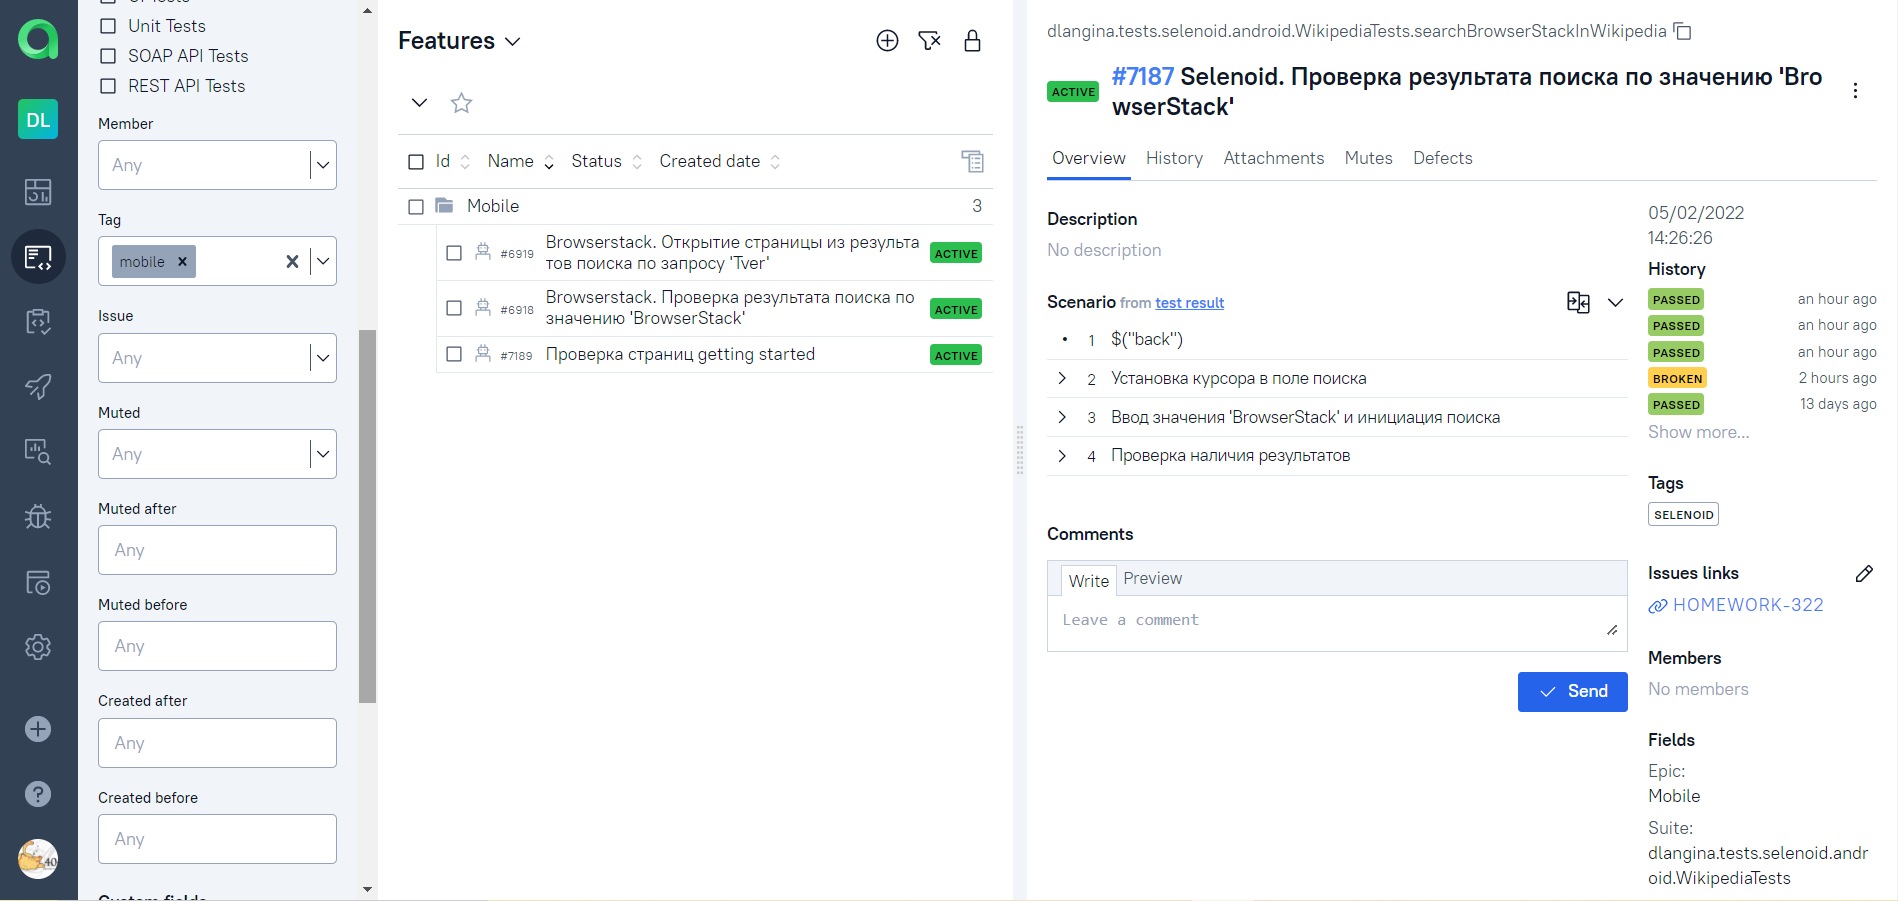 DL
Unit Tests
SOAP API Tests
REST API Tests
Member
Any
Tag
mobile
Issue
Any
Muted
Any
Muted after
Any
Muted before
Any
Created after
Any
Created before
Any
Custom fields
Features
Id Name Status Created date
Mobile 3
#6919 Browserstack. Открытие страницы из результа
тов поиска по запросу 'Tver'
ACTIVE
#6918 Browserstack. Проверка результата поиска по
значению 'BrowserStack'
ACTIVE
#7189 Проверка страниц getting started ACTIVE
dlangina.tests.selenoid.android.WikipediaTests.searchBrowserStackInWikipedia
ACTIVE
#7187 Selenoid. Проверка результата поиска по значению 'Bro
wserStack'
Overview History Attachments Mutes Defects
Description
No description
Scenario from test result
1 $("back")
2 Установка курсора в поле поиска
3 Ввод значения 'BrowserStack' и инициация поиска
4 Проверка наличия результатов
Comments
Write Preview
Leave a comment
Send
05/02/2022
14:26:26
History
PASSED an hour ago
PASSED an hour ago
PASSED an hour ago
BROKEN 2 hours ago
PASSED 13 days ago
Show more...
Tags
SELENOID
Issues links
HOMEWORK-322
Members
No members
Fields
Epic:
Mobile
Suite:
dlangina.tests.selenoid.andr
oid.WikipediaTests